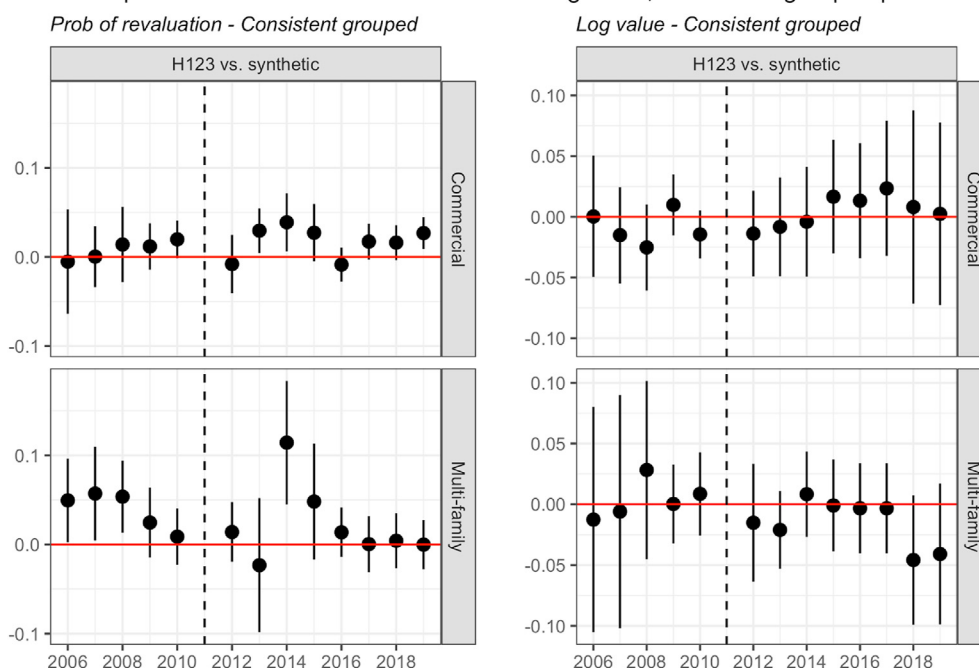 Prob of revaluation - Consistent grouped
H123 vs. synthetic
0.1
0.0
-0.1
Commercial
0.1
0.0
-0.1
Multi-family
2006 2008 2010 2012 2014 2016 2018
Log value - Consistent grouped
H123 vs. synthetic
0.10
0.05
0.00
-0.05
-0.10
Commercial
0.10
0.05
0.00
-0.05
-0.10
Multi-family
2006 2008 2010 2012 2014 2016 2018